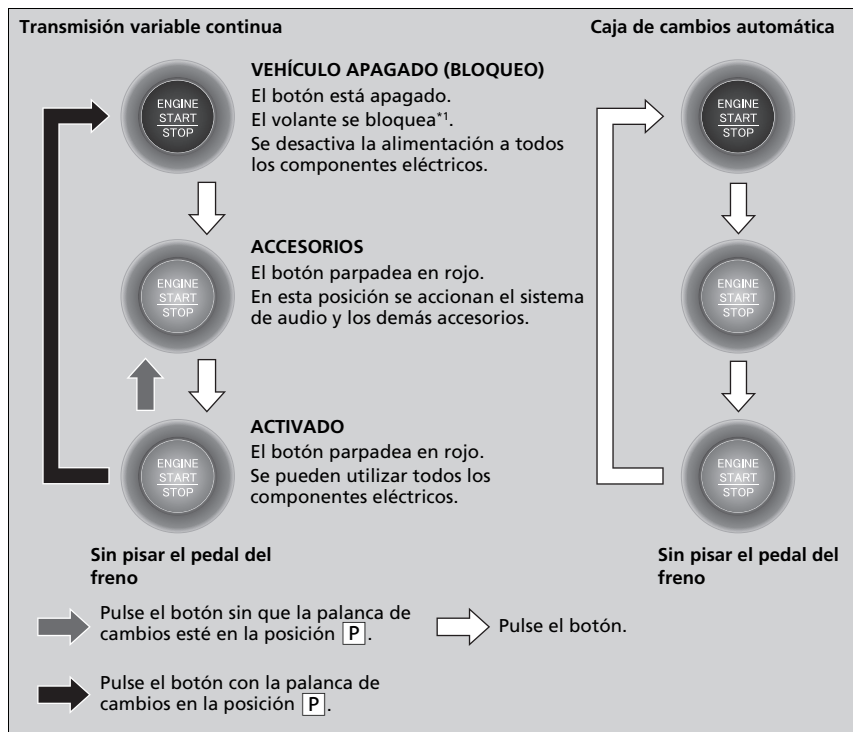 Transmisión variable continua
Caja de cambios automática
ENGINE
START
STOP
VEHÍCULO APAGADO (BLOQUEO)
El botón está apagado.
El volante se bloquea*1.
Se desactiva la alimentación a todos
los componentes eléctricos.
ENGINE
START
STOP
ENGINE
START
STOP
ACCESORIOS
El botón parpadea en rojo.
En esta posición se accionan el sistema
de audio y los demás accesorios.
ENGINE
START
STOP
ENGINE
START
STOP
ACTIVADO
El botón parpadea en rojo.
Se pueden utilizar todos los
componentes eléctricos.
ENGINE
START
STOP
Sin pisar el pedal del
freno
Sin pisar el pedal del
freno
Pulse el botón sin que la palanca de
cambios esté en la posición P.
Pulse el botón.
Pulse el botón con la palanca de
cambios en la posición P.